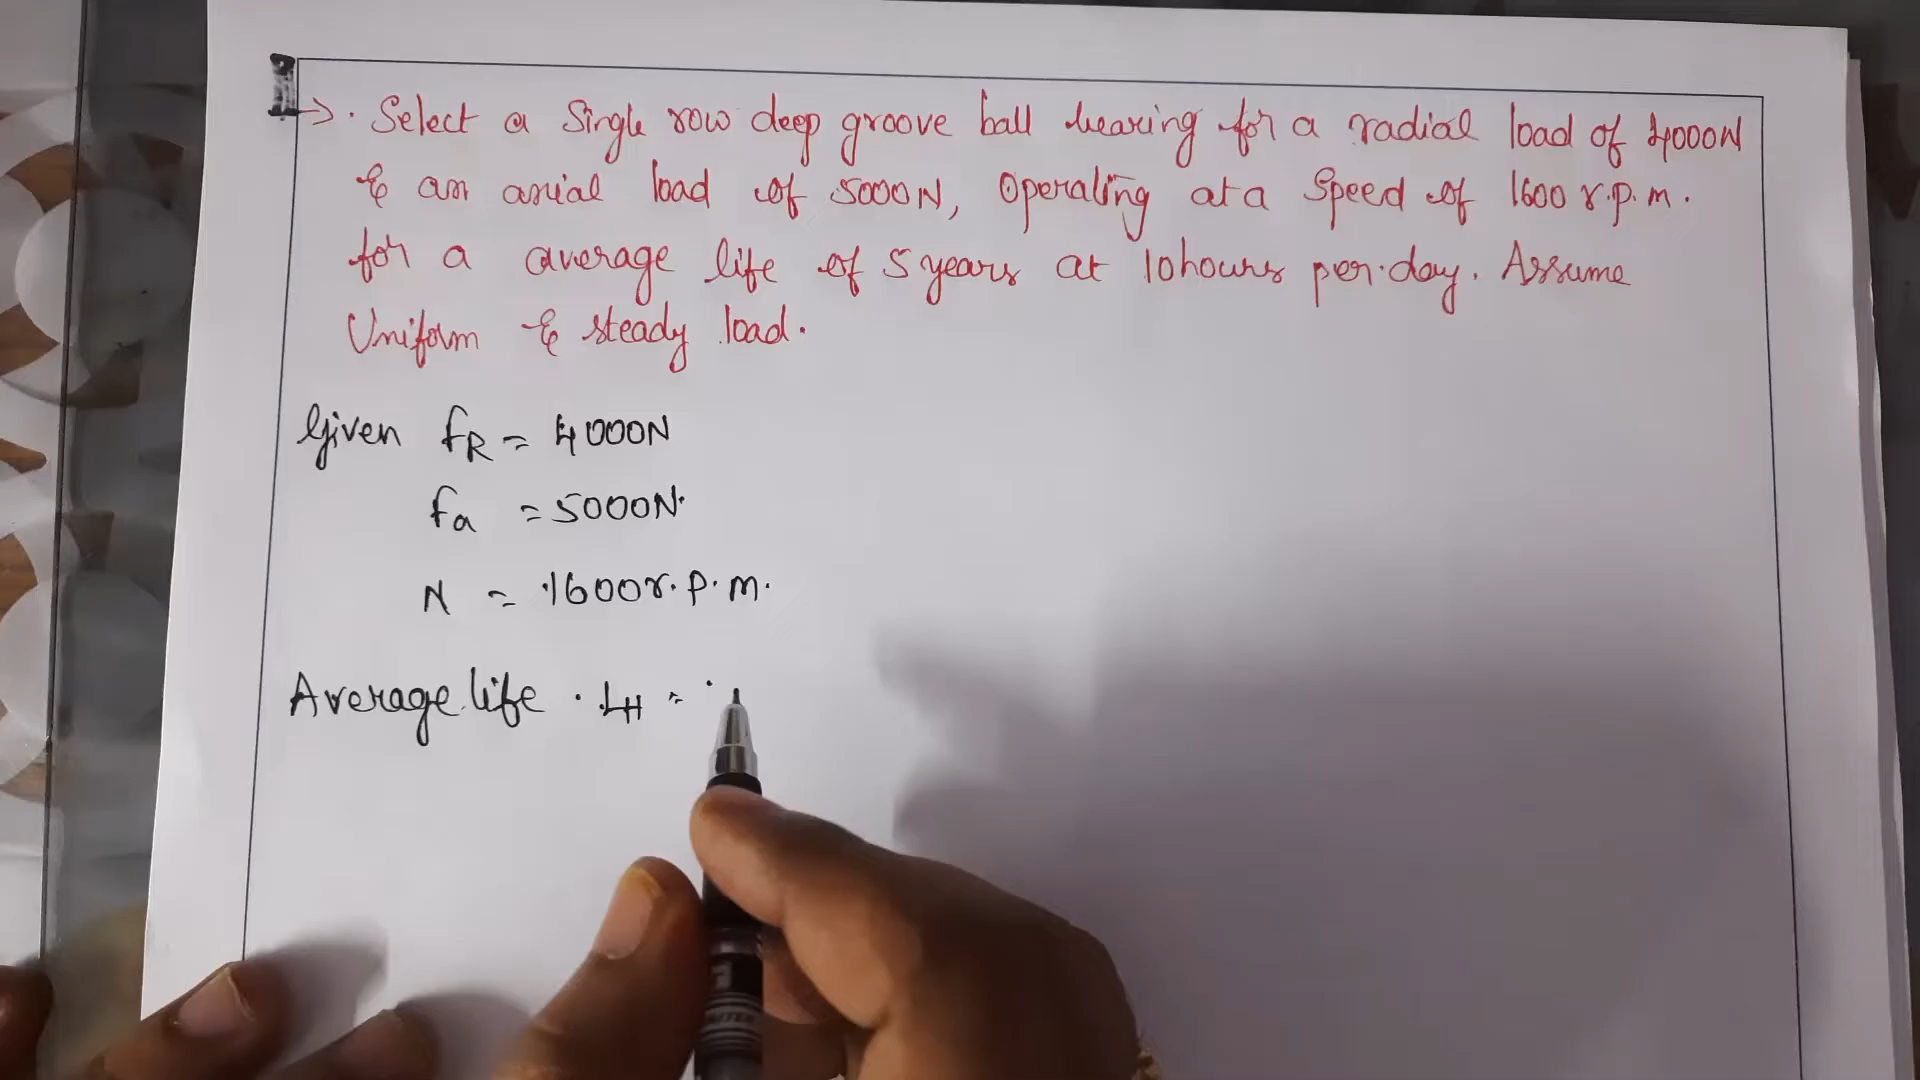 → . Select a Single row deep groove ball bearing for a radial load of 4000N
& an axial load of 5000N, Operating at a Speed of 1600 r.p.m.
for a average life of 5 years at 10 hours per day. Assume
Uniform & steady load.
Given fR = 4000N
fa = 5000N.
N = 1600r.p.m.
Average life . LH =